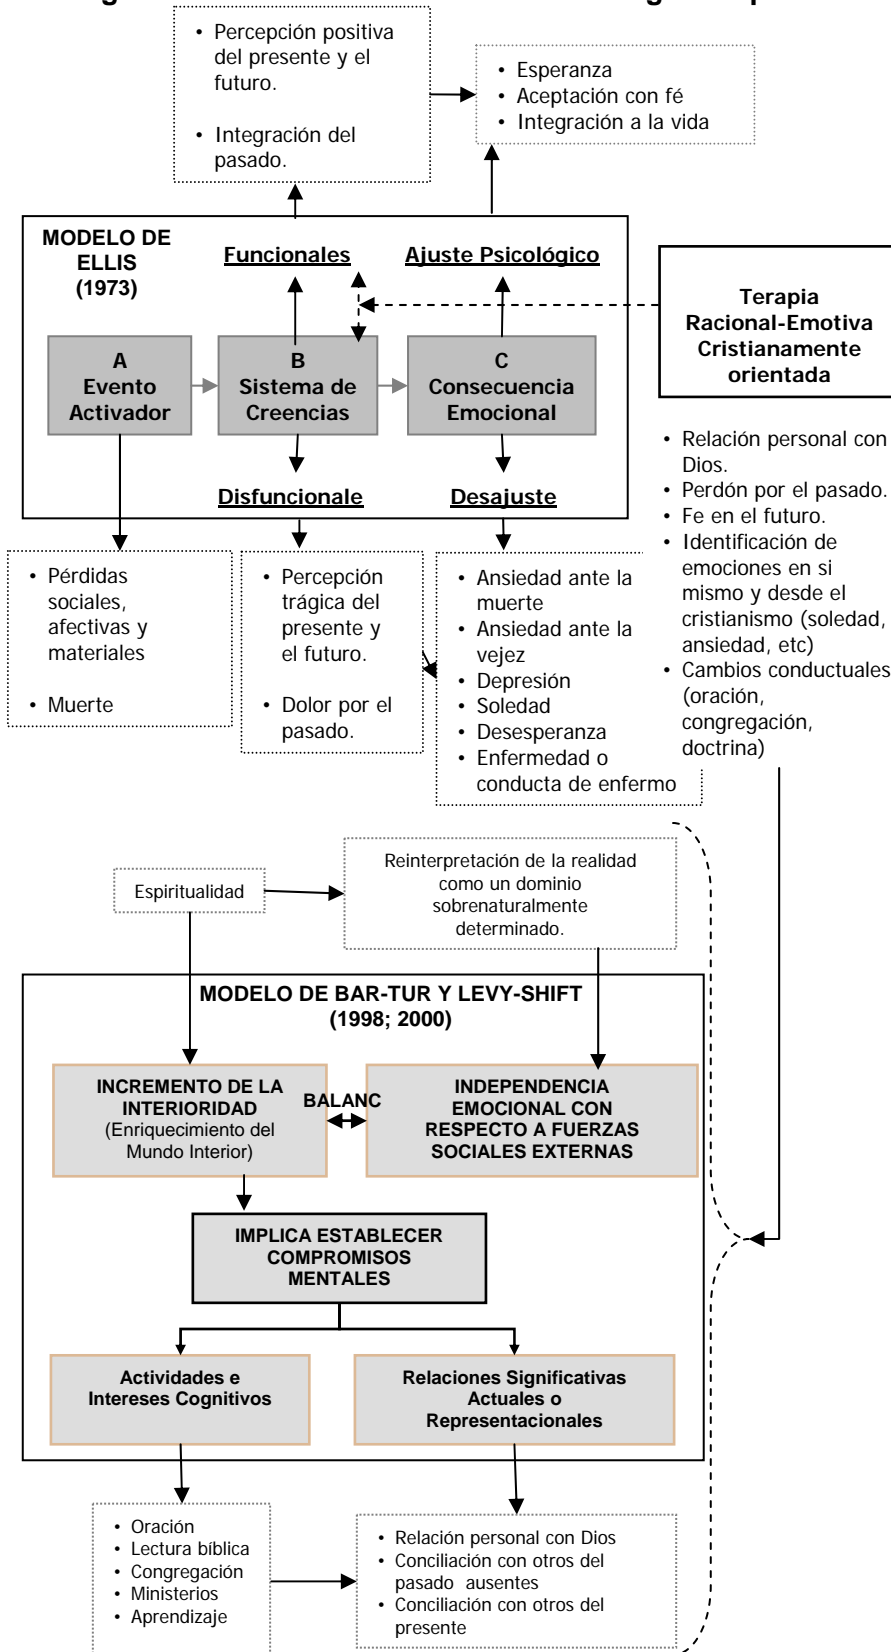 • Percepción positiva
del presente y el
futuro.
• Integración del
pasado.
• Esperanza
• Aceptación con fé
• Integración a la vida
MODELO DE
ELLIS
(1973)
Funcionales
Ajuste Psicológico
Terapia
Racional-Emotiva
Cristianamente
orientada
A
Evento
Activador
B
Sistema de
Creencias
C
Consecuencia
Emocional
Disfuncionale
Desajuste
• Relación personal con
Dios.
• Perdón por el pasado.
• Fe en el futuro.
• Identificación de
emociones en si
mismo y desde el
cristianismo (soledad,
ansiedad, etc)
• Cambios conductuales
(oración,
congregación,
doctrina)
• Pérdidas
sociales,
afectivas y
materiales
• Muerte
• Percepción
trágica del
presente y
el futuro.
• Dolor por el
pasado.
• Ansiedad ante la
muerte
• Ansiedad ante la
vejez
• Depresión
• Soledad
• Desesperanza
• Enfermedad o
conducta de enfermo
Espiritualidad
Reinterpretación de la realidad
como un dominio
sobrenaturalmente
determinado.
MODELO DE BAR-TUR Y LEVY-SHIFT
(1998; 2000)
INCREMENTO DE LA
INTERIORIDAD
(Enriquecimiento del
Mundo Interior)
BALANC
INDEPENDENCIA
EMOCIONAL CON
RESPECTO A FUERZAS
SOCIALES EXTERNAS
IMPLICA ESTABLECER
COMPROMISOS
MENTALES
Actividades e
Intereses Cognitivos
Relaciones Significativas
Actuales o
Representacionales
• Oración
• Lectura bíblica
• Congregación
• Ministerios
• Aprendizaje
• Relación personal con Dios
• Conciliación con otros del
pasado ausentes
• Conciliación con otros del
presente